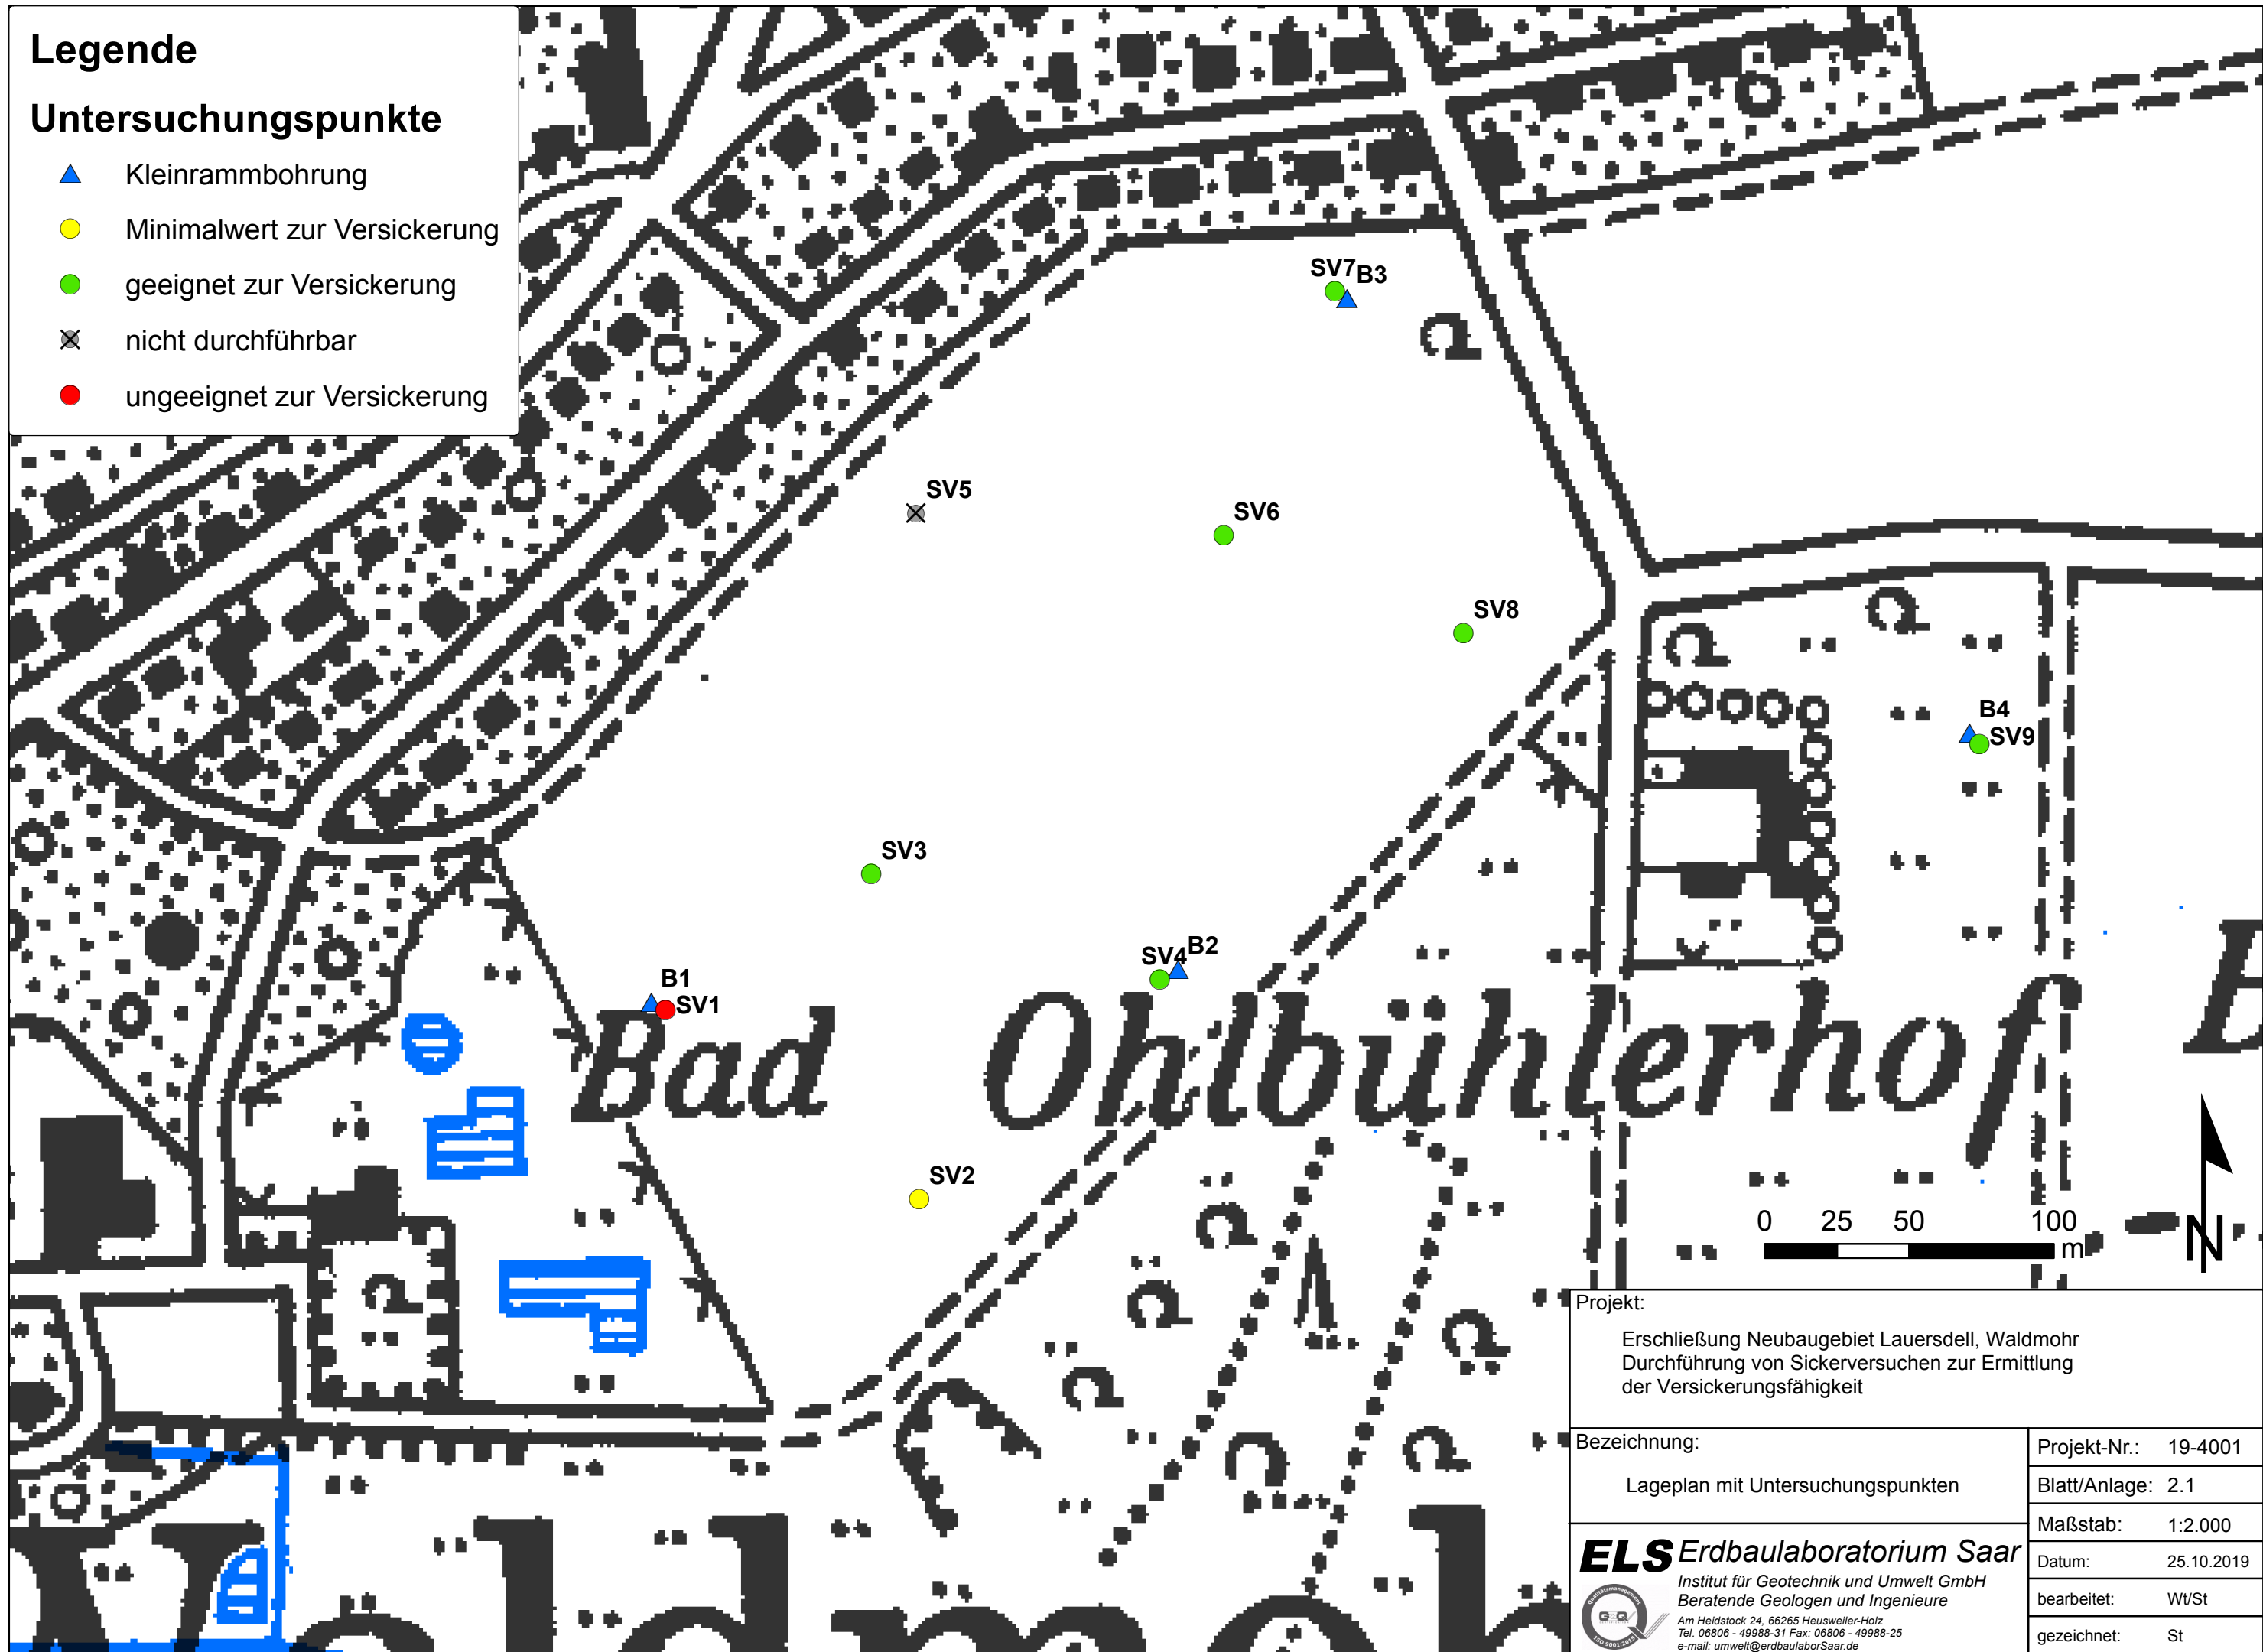 Legende
Untersuchungspunkte
Kleinrammbohrung
Minimalwert zur Versickerung
geeignet zur Versickerung
nicht durchführbar
ungeeignet zur Versickerung
SV7
B3
SV5
SV6
SV8
B4
SV9
SV3
SV4
B2
B1
SV1
Bad
Ohlbühlerhof
SV2
0 25 50 100
m
N
Projekt:
Erschließung Neubaugebiet Lauersdell, Waldmohr
Durchführung von Sickerversuchen zur Ermittlung
der Versickerungsfähigkeit
Bezeichnung:
Lageplan mit Untersuchungspunkten
Projekt-Nr.: 19-4001
Blatt/Anlage: 2.1
Maßstab: 1:2.000
Datum: 25.10.2019
bearbeitet: Wt/St
gezeichnet: St
ELS Erdbaulaboratorium Saar
Institut für Geotechnik und Umwelt GmbH
Beratende Geologen und Ingenieure
Am Heidstock 24, 66265 Heusweiler-Holz
Tel. 06806 - 49988-31 Fax: 06806 - 49988-25
e-mail: umwelt@erdbaulaborSaar.de